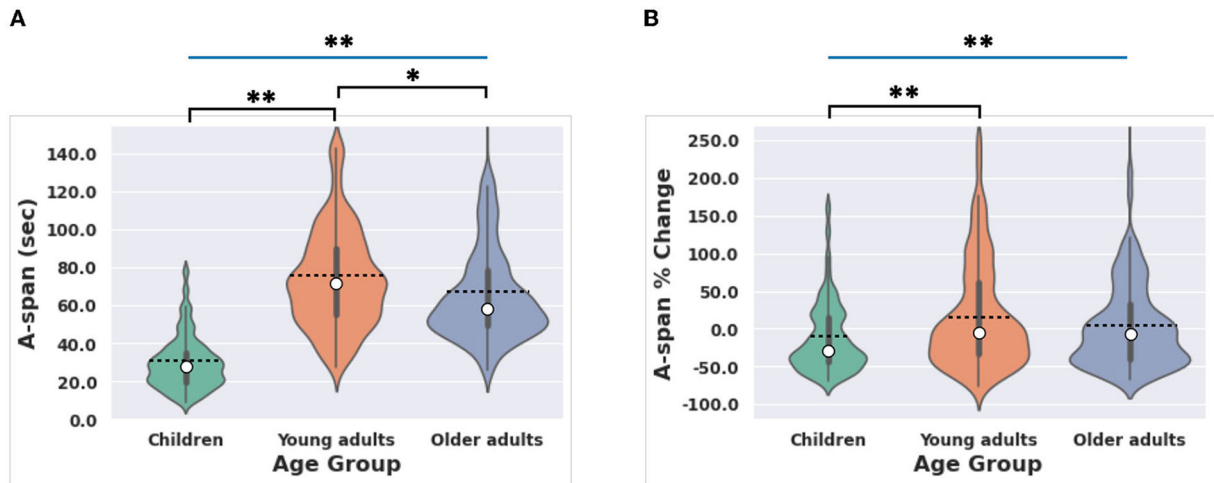 A
**
**
*
A-span (sec)
140.0
120.0
100.0
80.0
60.0
40.0
20.0
0.0
Children
Young adults
Older adults
Age Group
B
**
**
A-span % Change
250.0
200.0
150.0
100.0
50.0
0.0
-50.0
-100.0
Children
Young adults
Older adults
Age Group